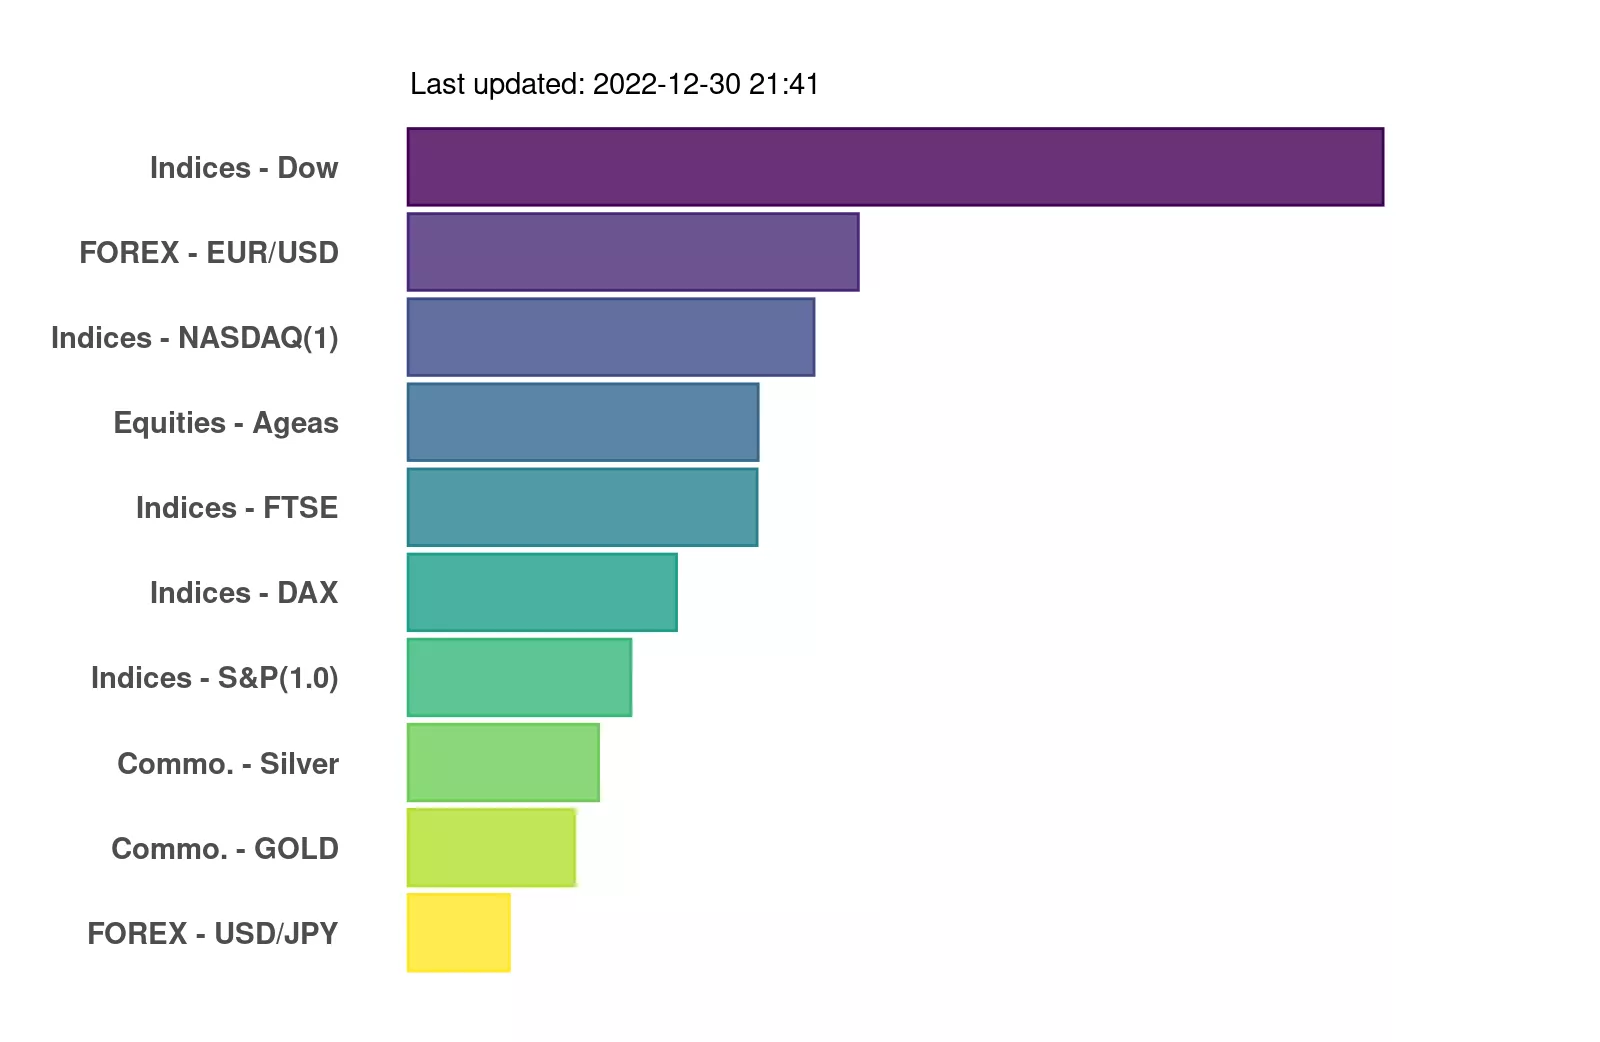 Last updated: 2022-12-30 21:41
Indices - Dow
FOREX - EUR/USD
Indices - NASDAQ(1)
Equities - Ageas
Indices - FTSE
Indices - DAX
Indices - S&P(1.0)
Commo. - Silver
Commo. - GOLD
FOREX - USD/JPY